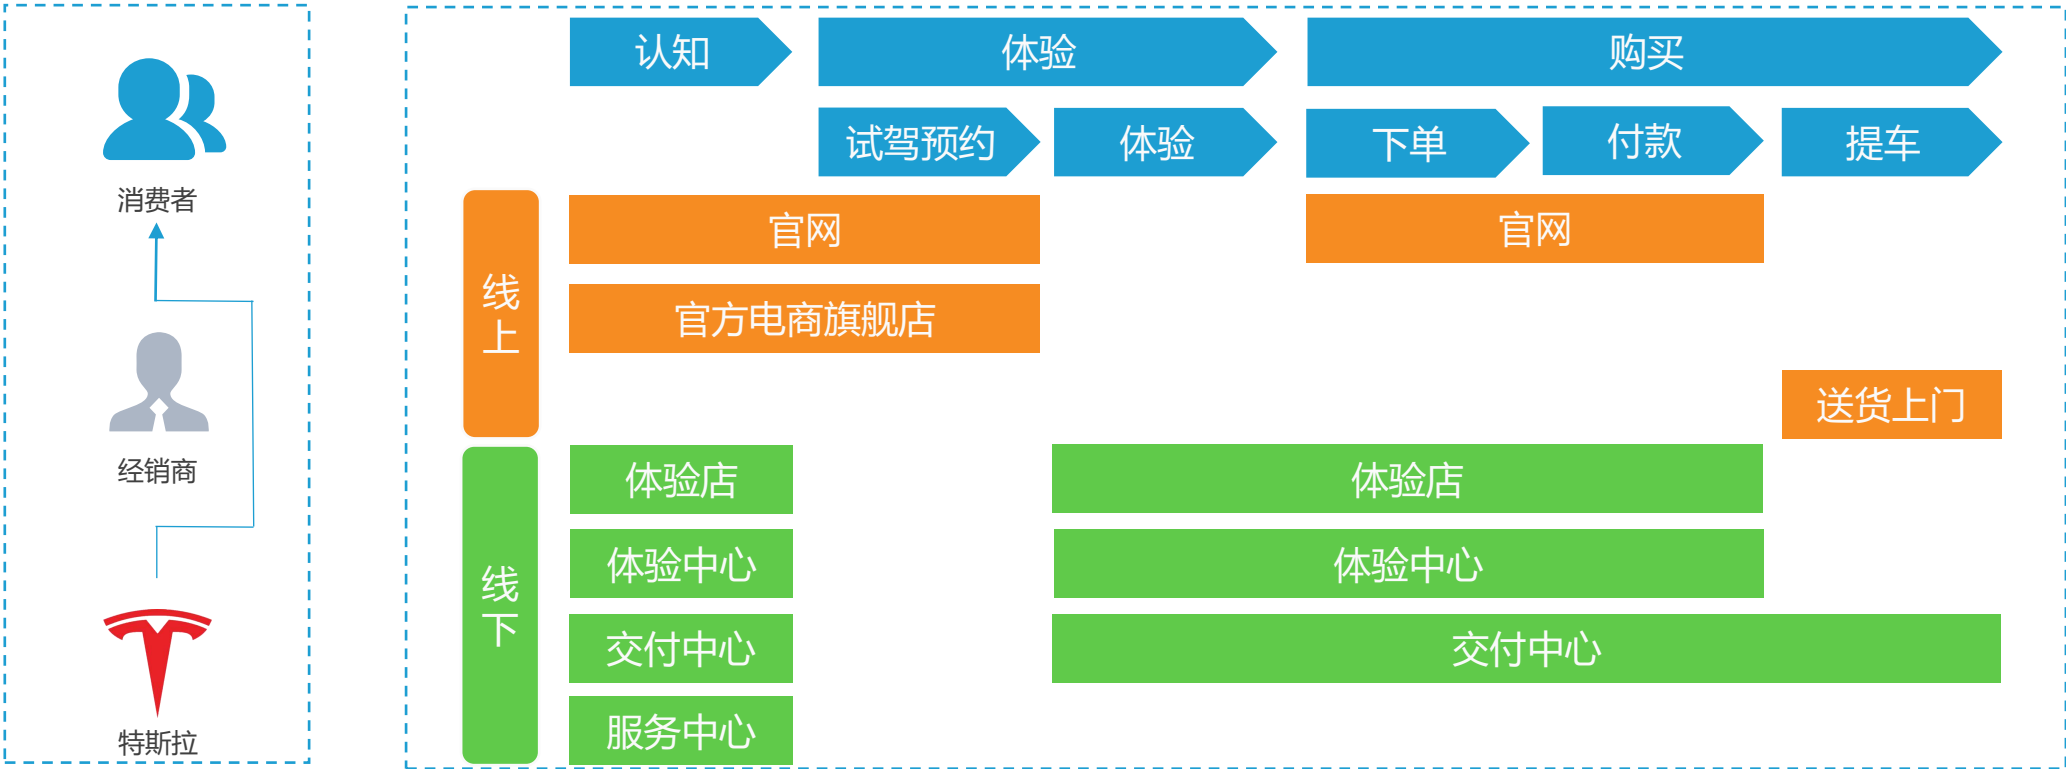 消费者
经销商
特斯拉
认知
体验
购买
试驾预约
体验
下单
付款
提车
线上
官网
官网
官方电商旗舰店
送货上门
线下
体验店
体验店
体验中心
体验中心
交付中心
交付中心
服务中心